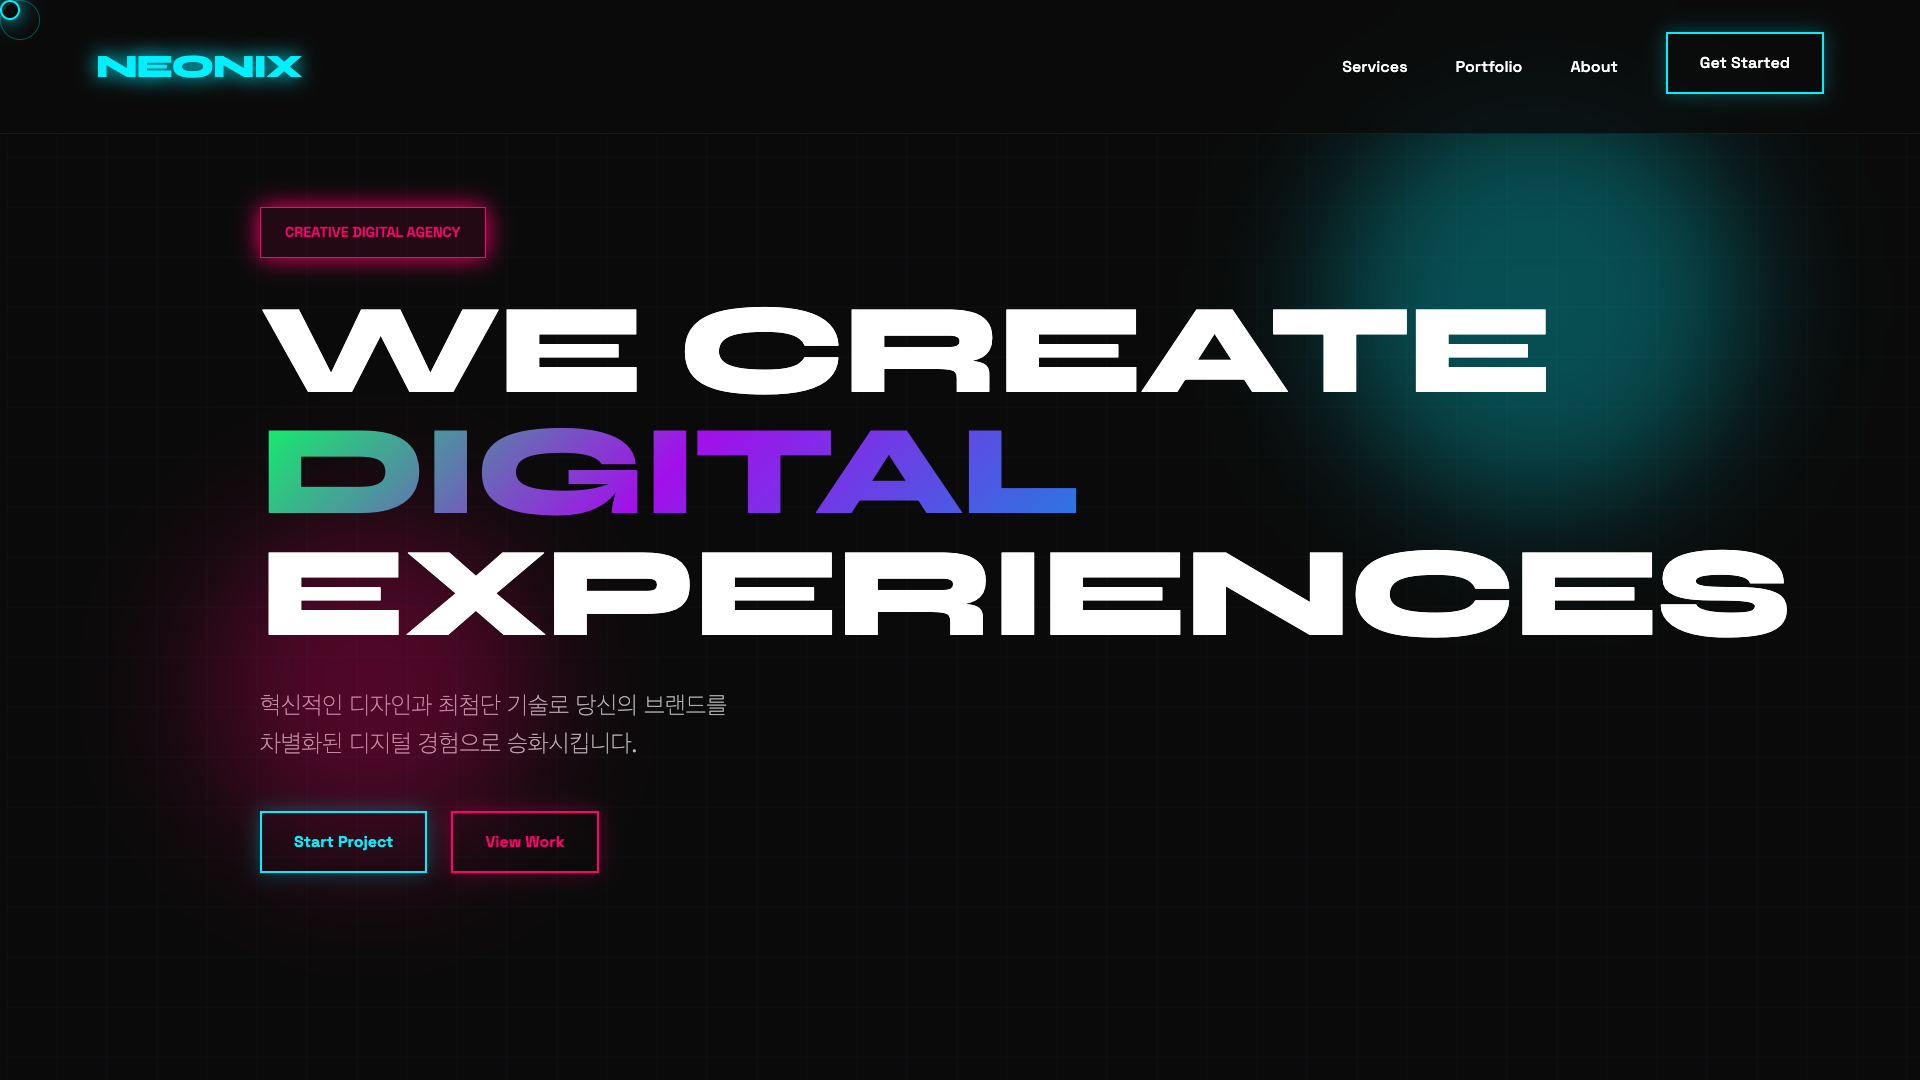 NEONIX
Services
Portfolio
About
Get Started
CREATIVE DIGITAL AGENCY
WE CREATE
DIGITAL
EXPERIENCES
혁신적인 디자인과 최첨단 기술로 당신의 브랜드를
차별화된 디지털 경험으로 승화시킵니다.
Start Project
View Work